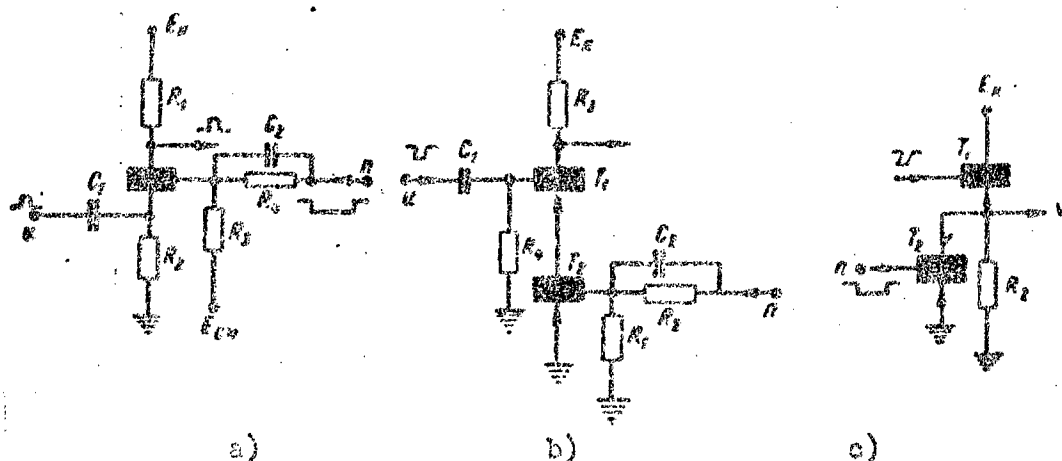 Eк
R₁
C₂
R₄
п
C₁
и
R₂
R₃
Eсм
a)
Eк
R₃
C₁
и
T₁
R₄
T₂
C₂
R₂
R₁
п
b)
Eк
T₁
T₂
п
R₂
c)